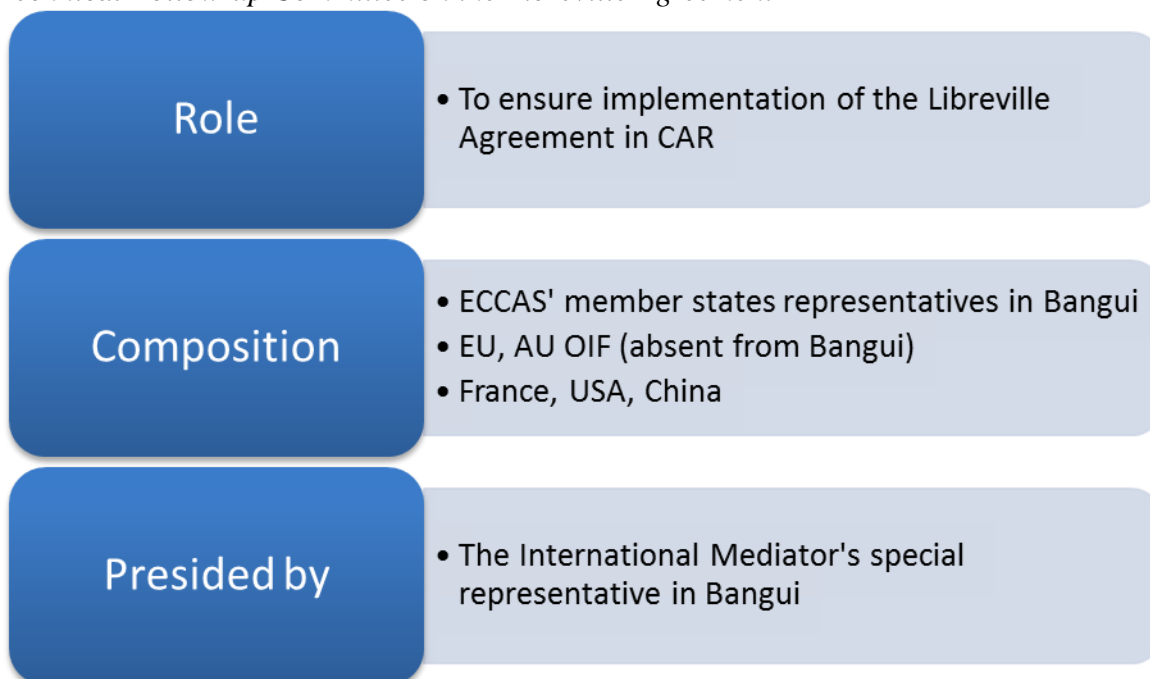 Role
• To ensure implementation of the Libreville
Agreement in CAR
Composition
• ECCAS' member states representatives in Bangui
• EU, AU OIF (absent from Bangui)
• France, USA, China
Presided by
• The International Mediator's special
representative in Bangui